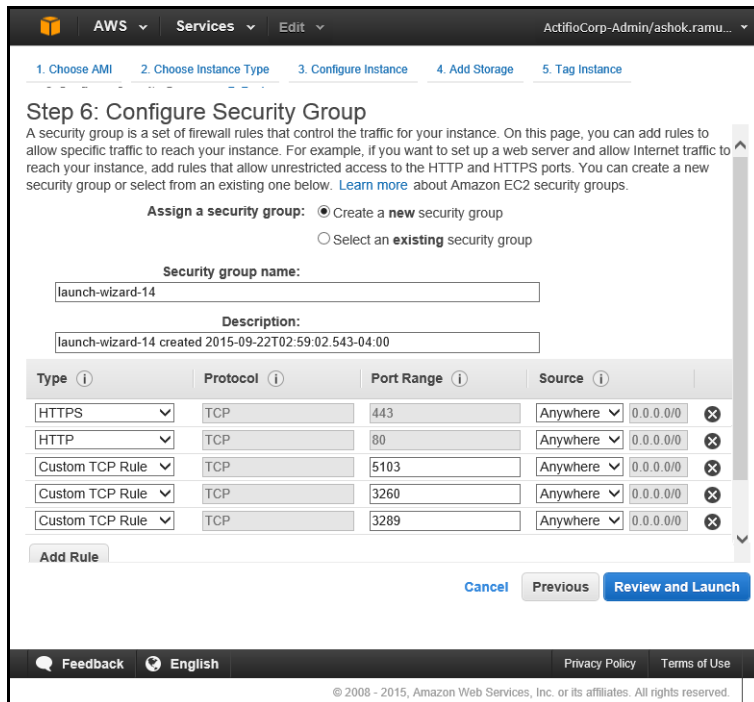 AWS Services Edit ActifioCorp-Admin/ashok.ramu...
1. Choose AMI 2. Choose Instance Type 3. Configure Instance 4. Add Storage 5. Tag Instance
Step 6: Configure Security Group
A security group is a set of firewall rules that control the traffic for your instance. On this page, you can add rules to
allow specific traffic to reach your instance. For example, if you want to set up a web server and allow Internet traffic to
reach your instance, add rules that allow unrestricted access to the HTTP and HTTPS ports. You can create a new
security group or select from an existing one below. Learn more about Amazon EC2 security groups.
Assign a security group: Create a new security group
Select an existing security group
Security group name:
launch-wizard-14
Description:
launch-wizard-14 created 2015-09-22T02:59:02.543-04:00
Type i Protocol i Port Range i Source i
HTTPS TCP 443 Anywhere 0.0.0.0/0
HTTP TCP 80 Anywhere 0.0.0.0/0
Custom TCP Rule TCP 5103 Anywhere 0.0.0.0/0
Custom TCP Rule TCP 3260 Anywhere 0.0.0.0/0
Custom TCP Rule TCP 3289 Anywhere 0.0.0.0/0
Add Rule
Cancel Previous Review and Launch
Feedback English Privacy Policy Terms of Use
© 2008 - 2015, Amazon Web Services, Inc. or its affiliates. All rights reserved.